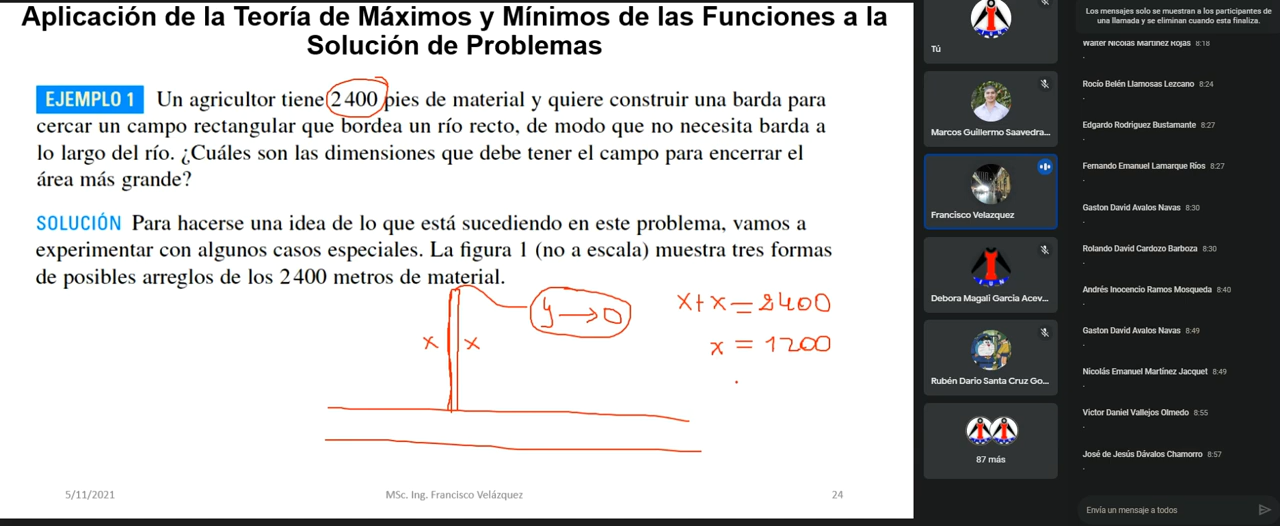 Aplicación de la Teoría de Máximos y Mínimos de las Funciones a la
Solución de Problemas
EJEMPLO 1 Un agricultor tiene 2 400 pies de material y quiere construir una barda para
cercar un campo rectangular que bordea un río recto, de modo que no necesita barda a
lo largo del río. ¿Cuáles son las dimensiones que debe tener el campo para encerrar el
área más grande?
SOLUCIÓN Para hacerse una idea de lo que está sucediendo en este problema, vamos a
experimentar con algunos casos especiales. La figura 1 (no a escala) muestra tres formas
de posibles arreglos de los 2 400 metros de material.
y → 0
x x
x + x = 2400
x = 1200
5/11/2021
MSc. Ing. Francisco Velázquez
24
Tú
Marcos Guillermo Saavedra...
Francisco Velazquez
Debora Magalí Garcia Acev...
Rubén Dario Santa Cruz Go...
87 más
Los mensajes solo se muestran a los participantes de
una llamada y se eliminan cuando esta finaliza.
Walter Nicolas Martinez Rojas 8:18
.
Rocío Belén Llamosas Lezcano 8:24
.
Edgardo Rodriguez Bustamante 8:27
.
Fernando Emanuel Lamarque Ríos 8:27
.
Gaston David Avalos Navas 8:30
.
Rolando David Cardozo Barboza 8:30
.
Andrés Inocencio Ramos Mosqueda 8:40
.
Gaston David Avalos Navas 8:49
.
Nicolás Emanuel Martínez Jacquet 8:49
.
Victor Daniel Vallejos Olmedo 8:55
.
José de Jesús Dávalos Chamorro 8:57
.
Envía un mensaje a todos